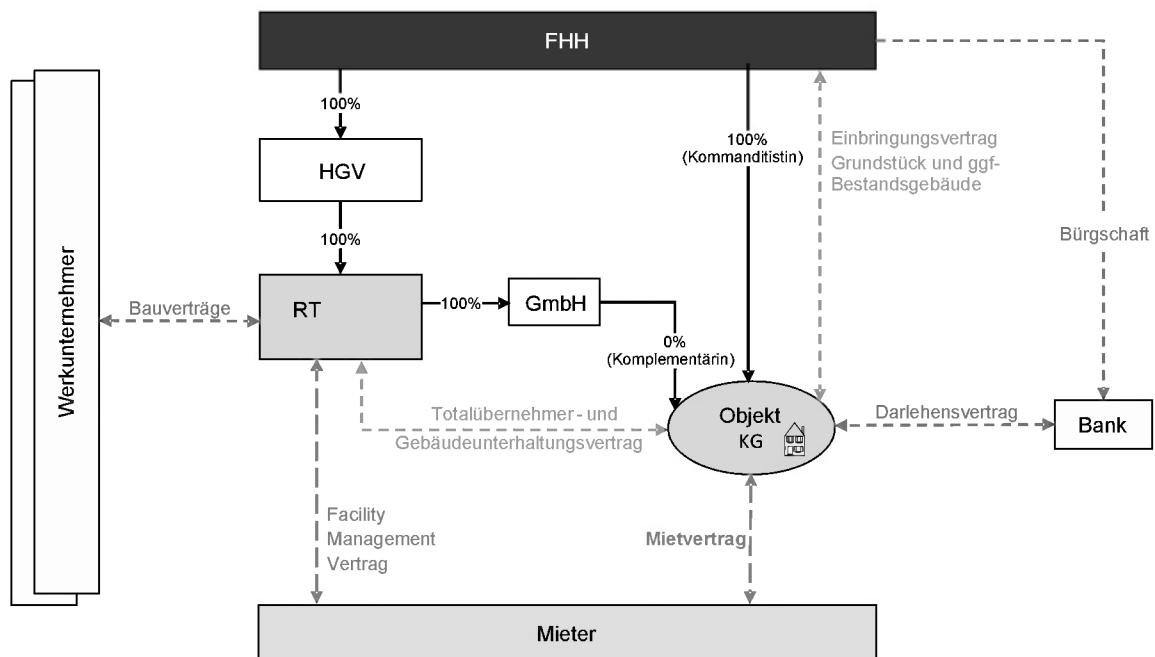 FHH
100%
HGV
100%
100%
(Kommanditistin)
Einbringungsvertrag
Grundstück und ggf-
Bestandsgebäude
Bürgschaft
Werkunternehmer
Bauverträge
RT
100%
GmbH
0%
(Komplementärin)
Totalübernehmer- und
Gebäudeunterhaltungsvertrag
Objekt
KG
Darlehensvertrag
Bank
Facility
Management
Vertrag
Mietvertrag
Mieter